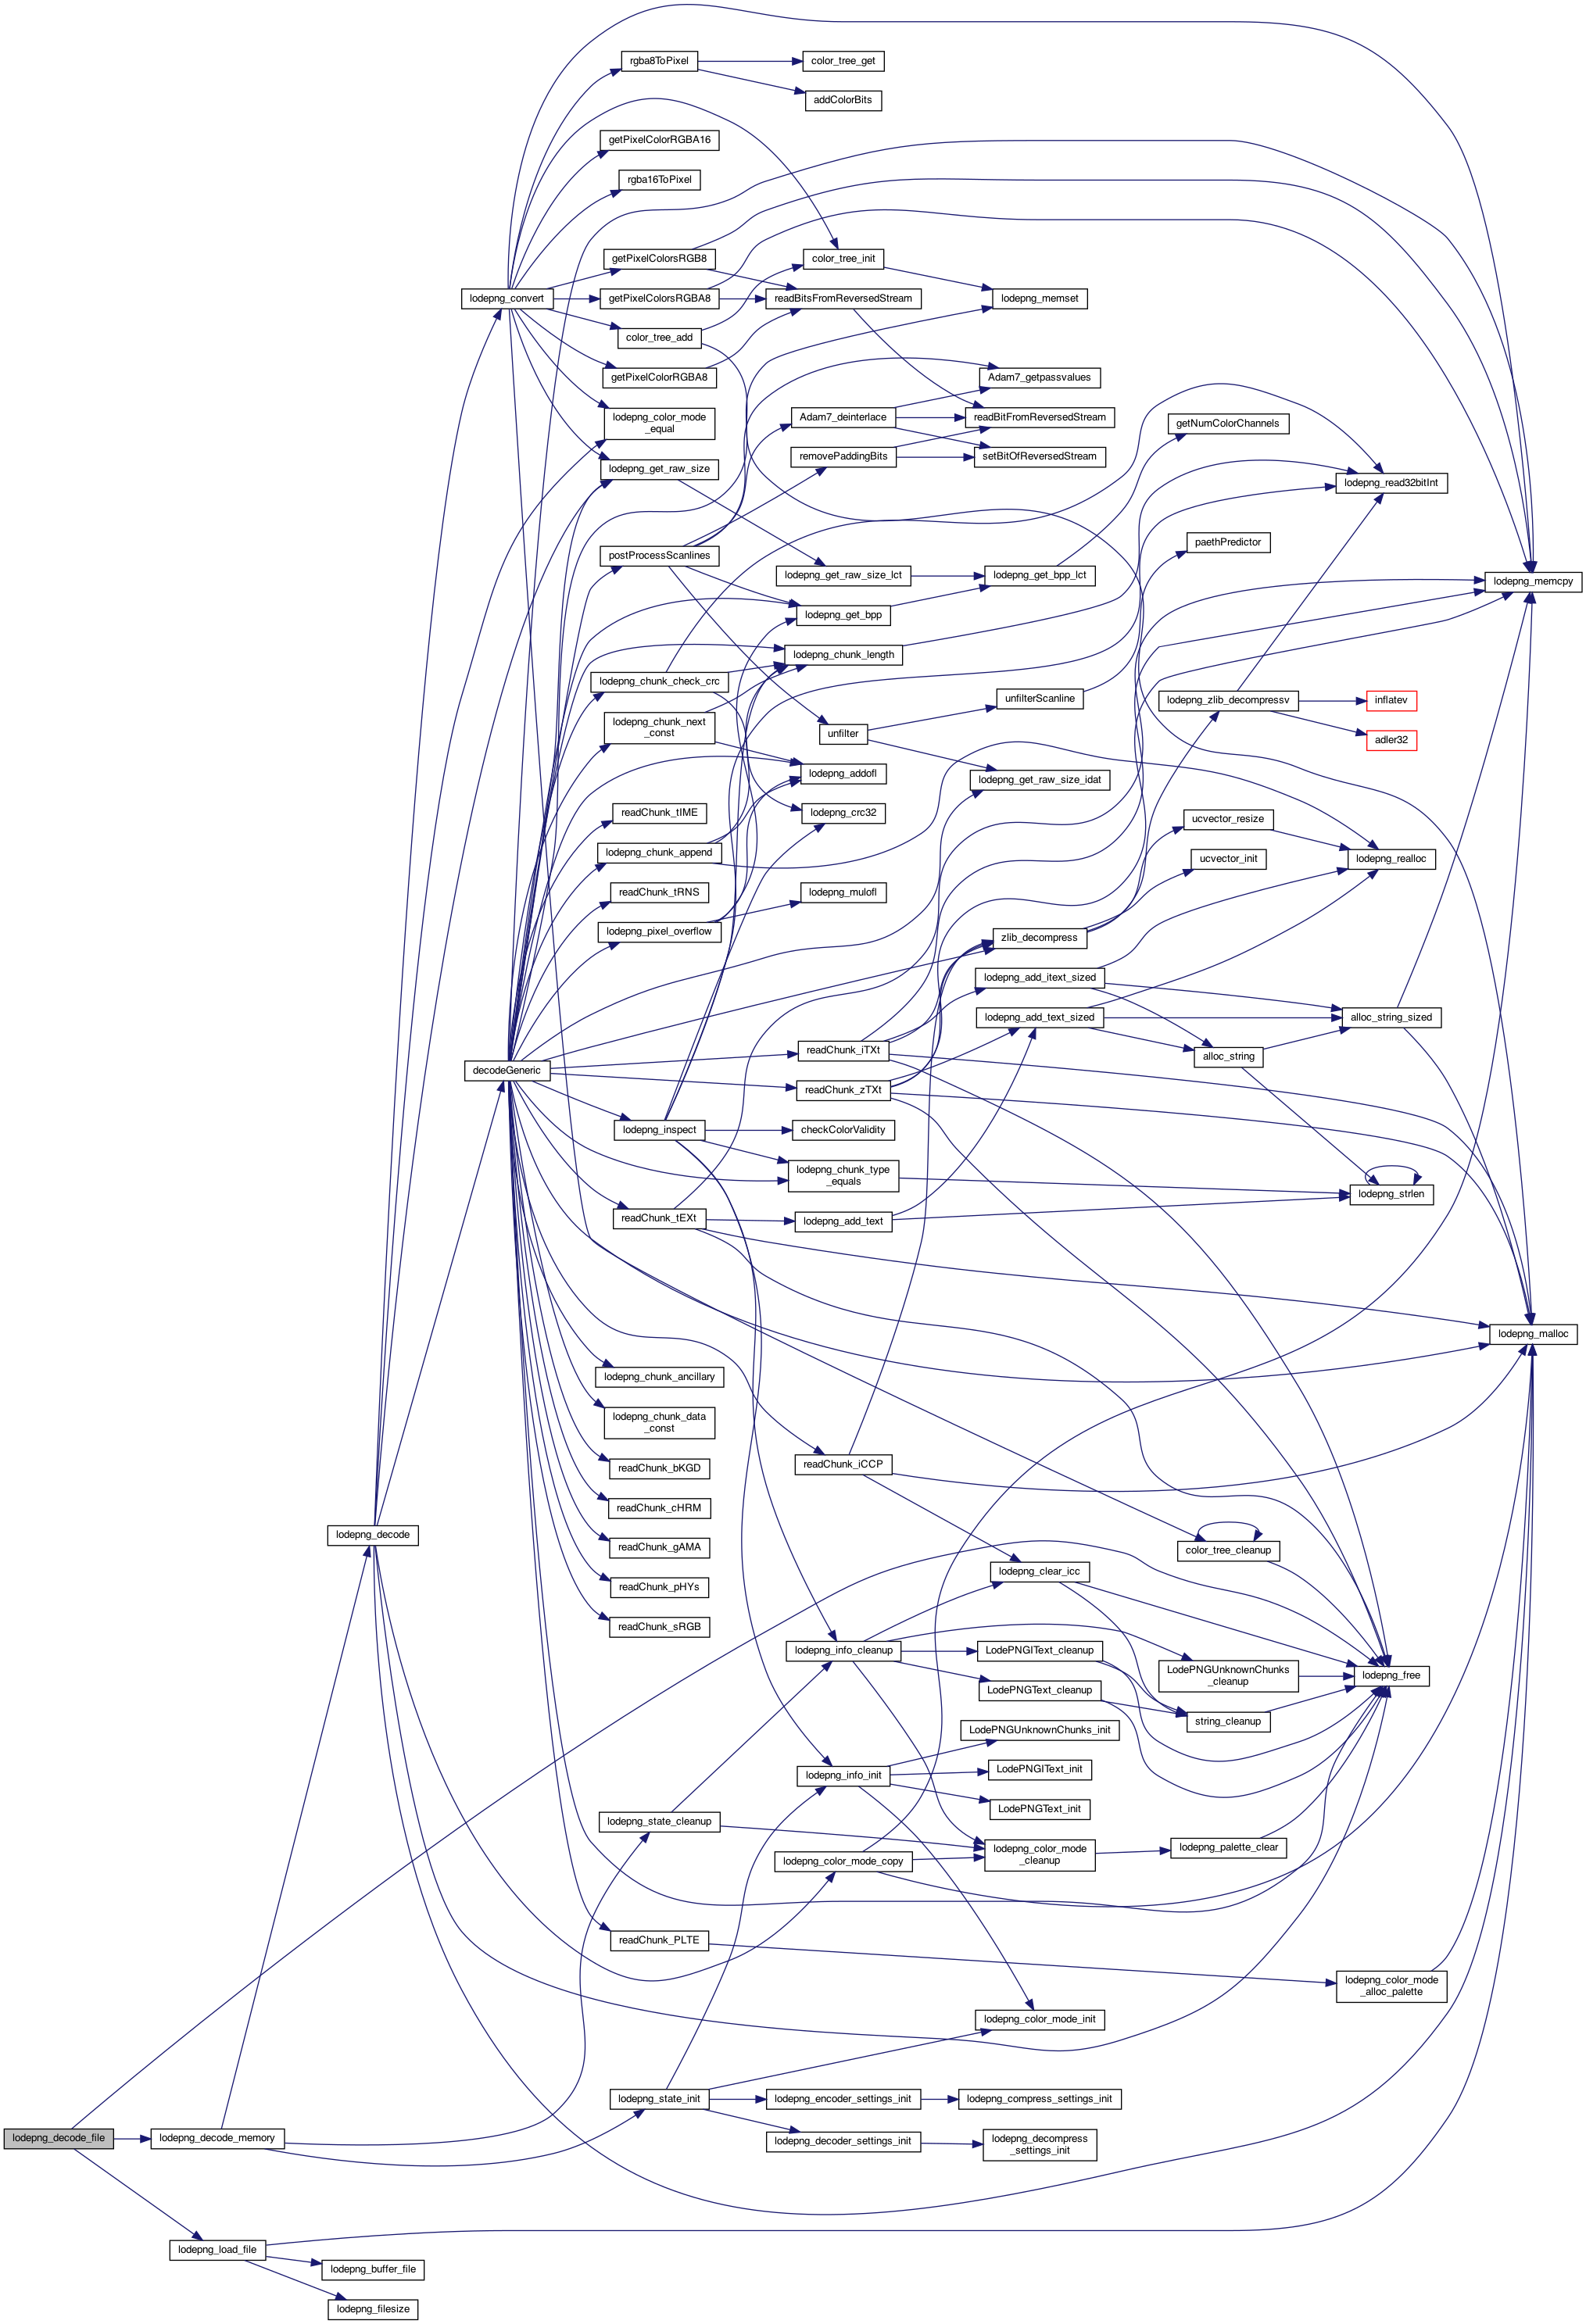 rgba8ToPixel
color_tree_get
addColorBits
getPixelColorRGBA16
rgba16ToPixel
getPixelColorsRGB8
color_tree_init
lodepng_convert
getPixelColorsRGBA8
readBitsFromReversedStream
lodepng_memset
color_tree_add
getPixelColorRGBA8
Adam7_getpassvalues
lodepng_color_mode
_equal
Adam7_deinterlace
readBitFromReversedStream
getNumColorChannels
removePaddingBits
setBitOfReversedStream
lodepng_get_raw_size
lodepng_read32bitInt
postProcessScanlines
paethPredictor
lodepng_get_raw_size_lct
lodepng_get_bpp_lct
lodepng_memcpy
lodepng_get_bpp
lodepng_chunk_length
lodepng_chunk_check_crc
unfilterScanline
lodepng_zlib_decompressv
inflatev
lodepng_chunk_next
_const
unfilter
adler32
lodepng_addofl
lodepng_get_raw_size_idat
readChunk_tIME
lodepng_crc32
ucvector_resize
lodepng_chunk_append
ucvector_init
lodepng_realloc
readChunk_tRNS
lodepng_mulofl
lodepng_pixel_overflow
zlib_decompress
lodepng_add_itext_sized
lodepng_add_text_sized
alloc_string_sized
readChunk_iTXt
alloc_string
decodeGeneric
readChunk_zTXt
lodepng_inspect
checkColorValidity
lodepng_chunk_type
_equals
lodepng_strlen
readChunk_tEXt
lodepng_add_text
lodepng_malloc
lodepng_chunk_ancillary
lodepng_chunk_data
_const
readChunk_bKGD
readChunk_iCCP
readChunk_cHRM
lodepng_decode
readChunk_gAMA
color_tree_cleanup
lodepng_clear_icc
readChunk_pHYs
readChunk_sRGB
lodepng_info_cleanup
LodePNGIText_cleanup
LodePNGUnknownChunks
_cleanup
lodepng_free
LodePNGText_cleanup
string_cleanup
LodePNGUnknownChunks_init
lodepng_info_init
LodePNGIText_init
LodePNGText_init
lodepng_state_cleanup
lodepng_color_mode
_cleanup
lodepng_palette_clear
lodepng_color_mode_copy
readChunk_PLTE
lodepng_color_mode
_alloc_palette
lodepng_color_mode_init
lodepng_state_init
lodepng_encoder_settings_init
lodepng_compress_settings_init
lodepng_decode_file
lodepng_decode_memory
lodepng_decoder_settings_init
lodepng_decompress
_settings_init
lodepng_load_file
lodepng_buffer_file
lodepng_filesize